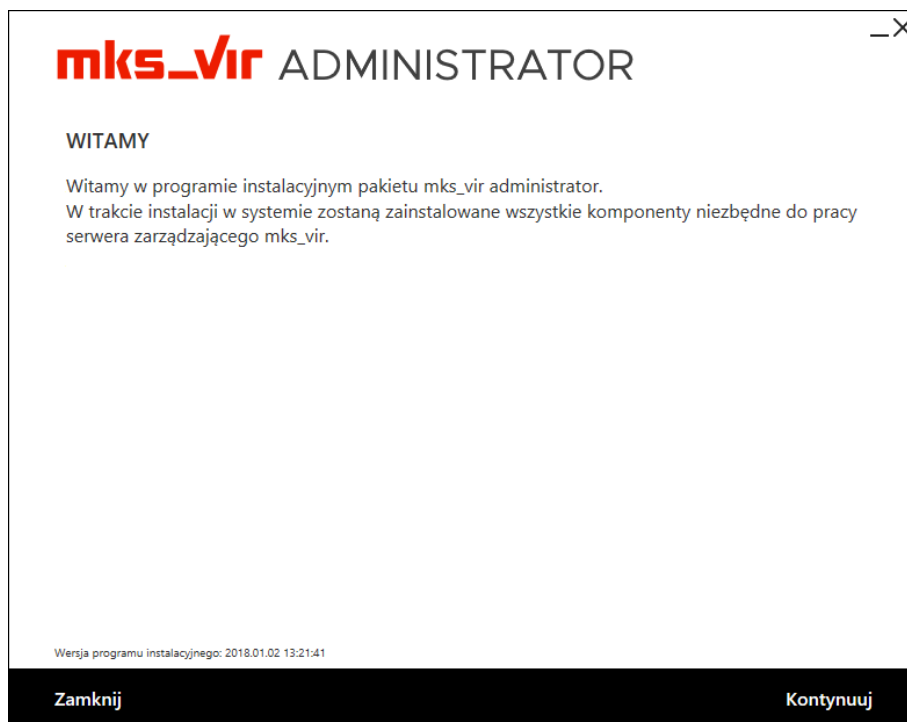 mks_vir ADMINISTRATOR
WITAMY
Witamy w programie instalacyjnym pakietu mks_vir administrator.
W trakcie instalacji w systemie zostaną zainstalowane wszystkie komponenty niezbędne do pracy
serwera zarządzającego mks_vir.
Wersja programu instalacyjnego: 2018.01.02 13:21:41
Zamknij Kontynuuj